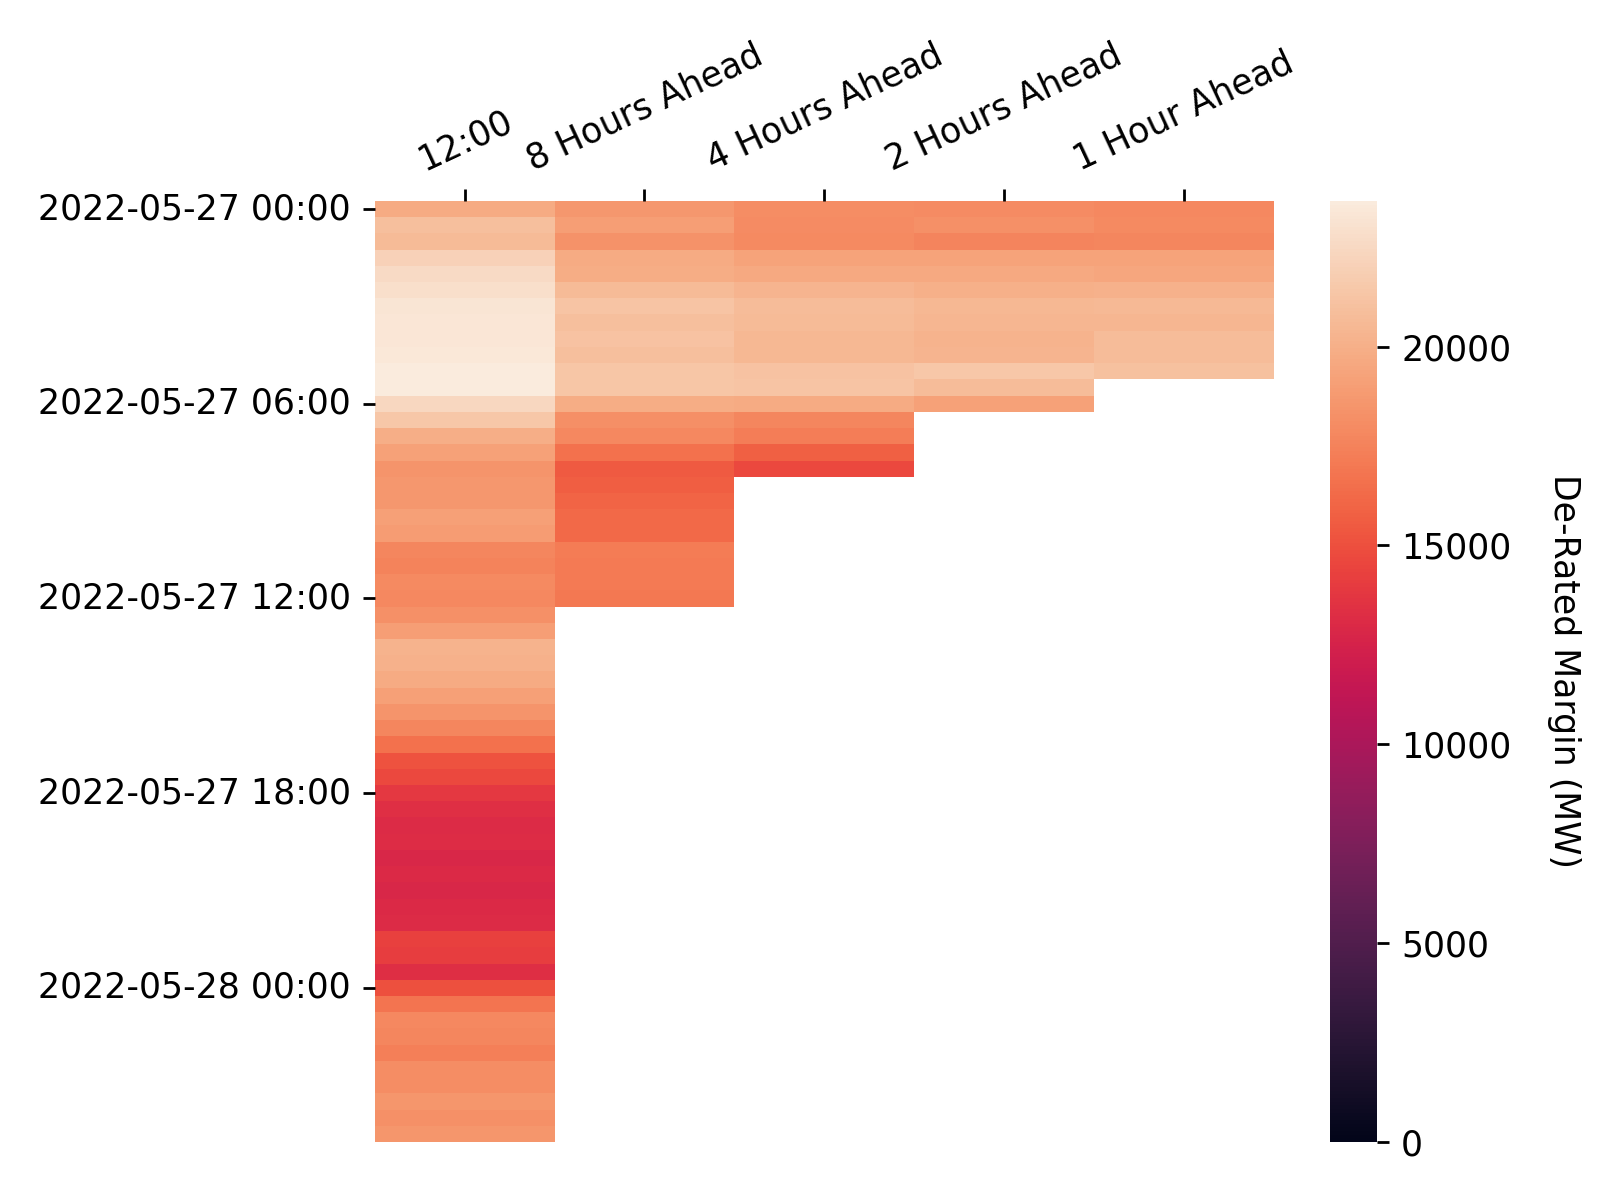 12:00
8 Hours Ahead
4 Hours Ahead
2 Hours Ahead
1 Hour Ahead
2022-05-27 00:00
2022-05-27 06:00
2022-05-27 12:00
2022-05-27 18:00
2022-05-28 00:00
20000
15000
10000
5000
0
De-Rated Margin (MW)